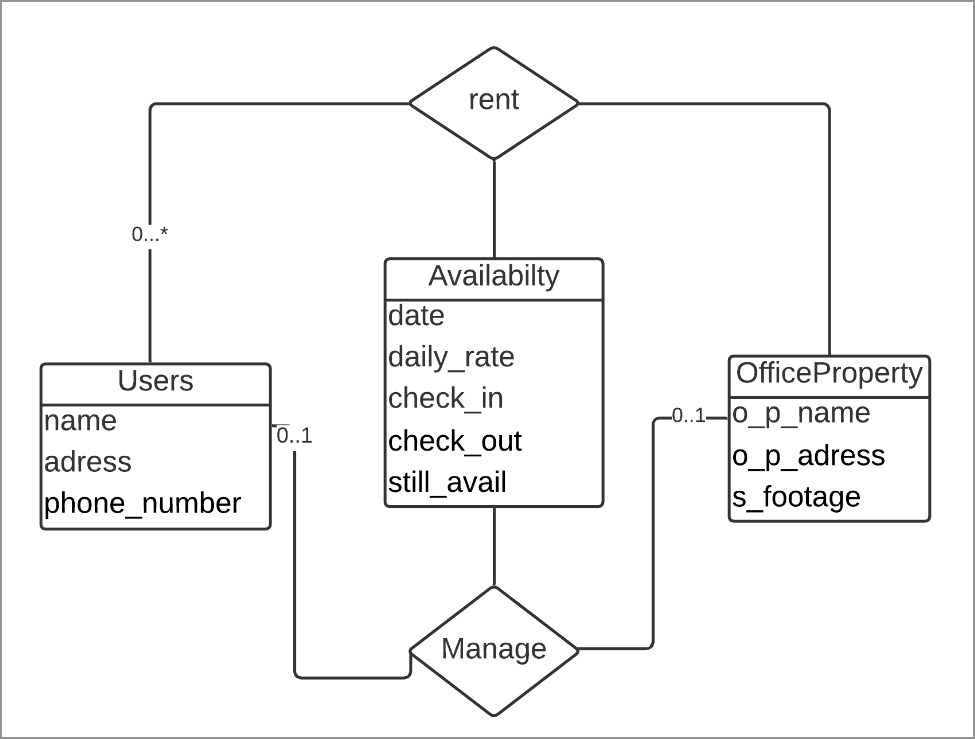 rent
0...*
Availabilty
date
daily_rate
check_in
check_out
still_avail
Users
name
adress
phone_number
0..1
OfficeProperty
o_p_name
o_p_adress
s_footage
0..1
Manage